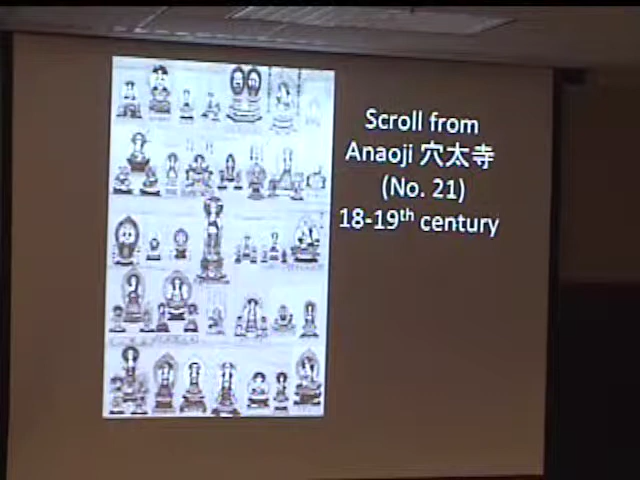 Scroll from
Anaoji 穴太寺
(No. 21)
18-19th century